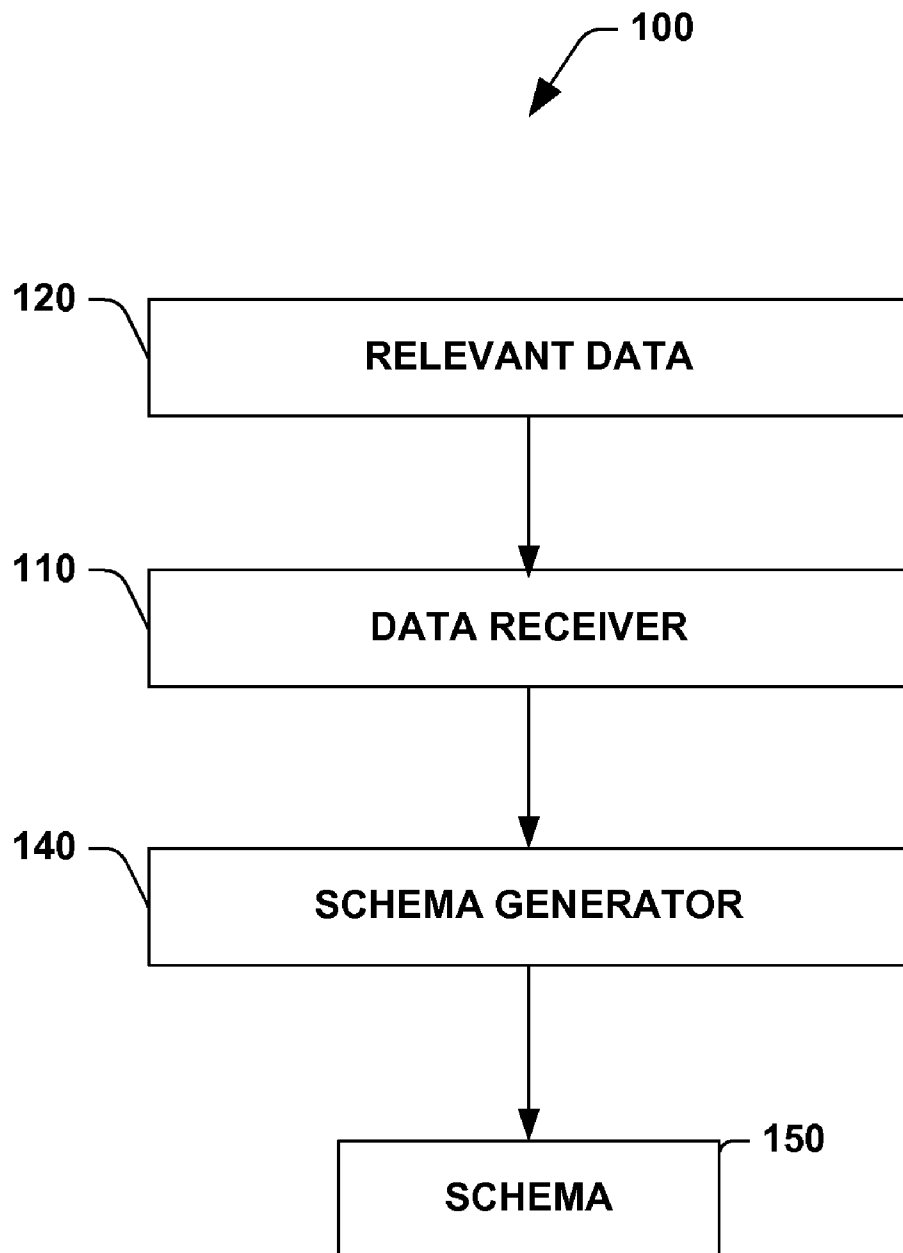 100
120
RELEVANT DATA
110
DATA RECEIVER
140
SCHEMA GENERATOR
150
SCHEMA